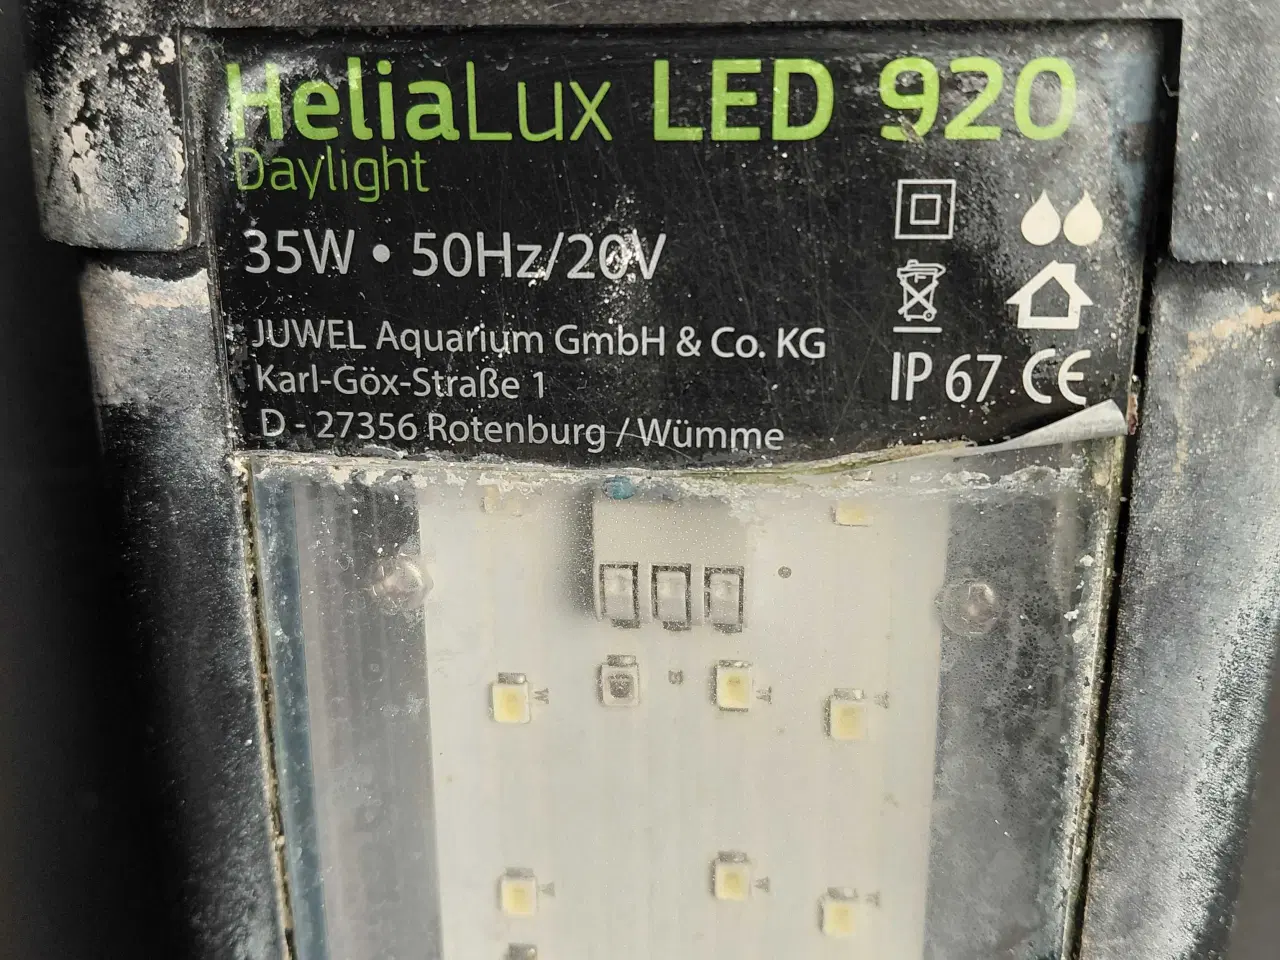 HeliaLux LED 920
Daylight
35W • 50Hz/20V
JUWEL Aquarium GmbH & Co. KG
Karl-Göx-Straße 1
D - 27356 Rotenburg / Wümme
IP 67 CE
W
W
W
W
W
W